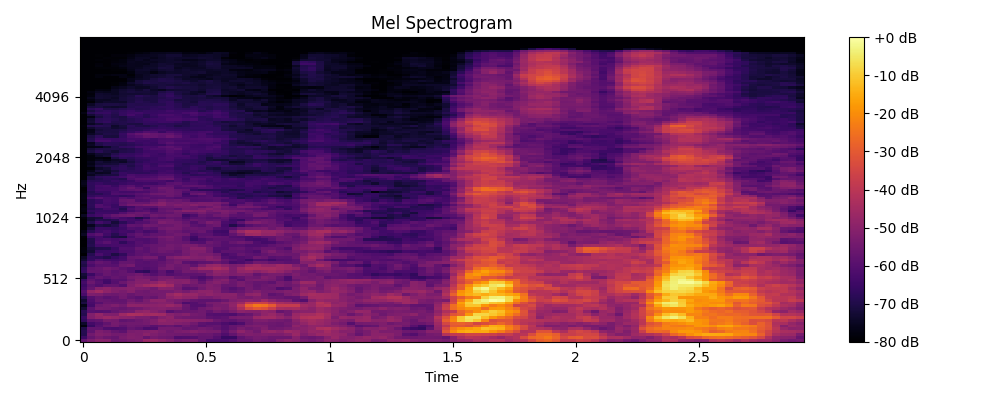 Mel Spectrogram
+0 dB
-10 dB
-20 dB
-30 dB
-40 dB
-50 dB
-60 dB
-70 dB
-80 dB
4096
2048
1024
512
0
Hz
0 0.5 1 1.5 2 2.5
Time